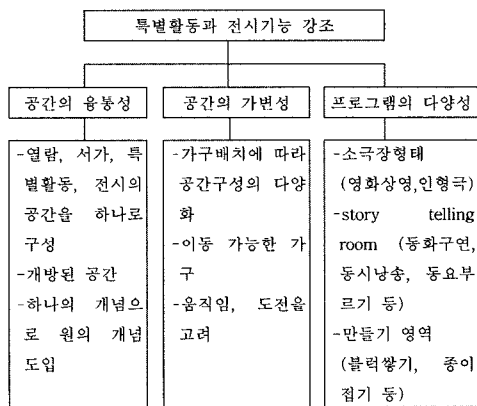 특별활동과 전시기능 강조
공간의 융통성
-열람, 서가, 특
별활동, 전시의
공간을 하나로
구성
-개방된 공간
-하나의 개념으
로 원의 개념
도입
공간의 가변성
-가구배치에 따라
공간구성의 다양
화
-이동 가능한 가
구
-움직임, 도전을
고려
프로그램의 다양성
-소극장형태
(영화상영,인형극)
-story telling
room (동화구연,
동시낭송, 동요부
르기 등)
-만들기 영역
(블럭쌓기, 종이
접기 등)